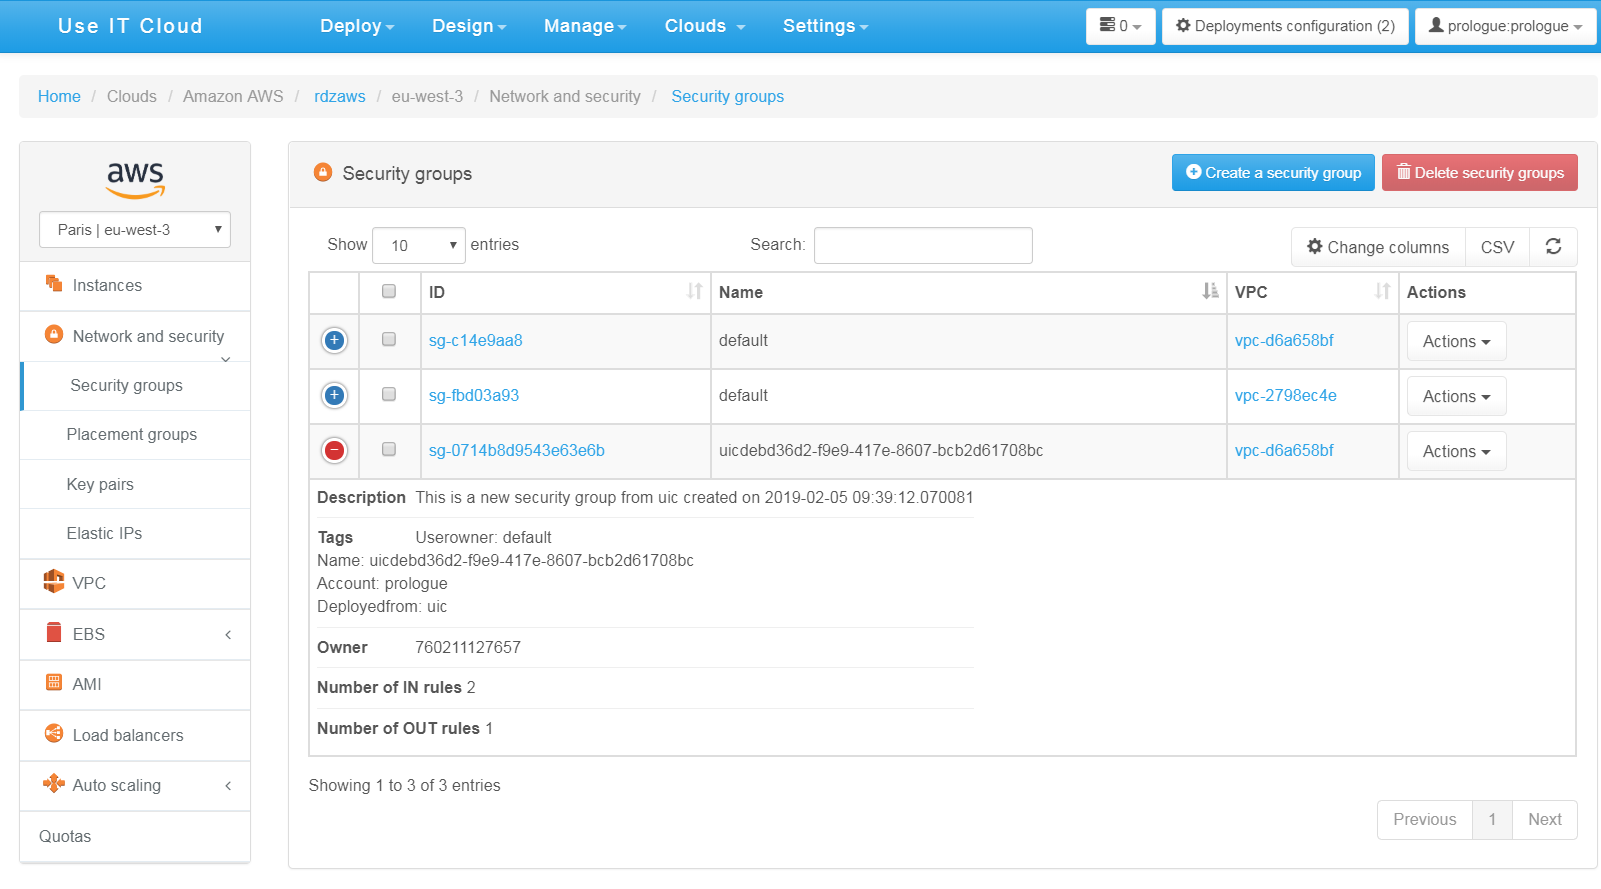 Use IT Cloud Deploy Design Manage Clouds Settings 0 Deployments configuration (2) prologue:prologue
Home / Clouds / Amazon AWS / rdzaws / eu-west-3 / Network and security / Security groups
aws
Paris | eu-west-3
Instances
Network and security
Security groups
Placement groups
Key pairs
Elastic IPs
VPC
EBS
AMI
Load balancers
Auto scaling
Quotas
Security groups Create a security group Delete security groups
Show 10 entries Search: Change columns CSV
ID Name VPC Actions
sg-c14e9aa8 default vpc-d6a658bf Actions
sg-fbd03a93 default vpc-2798ec4e Actions
sg-0714b8d9543e63e6b uicdebd36d2-f9e9-417e-8607-bcb2d61708bc vpc-d6a658bf Actions
Description This is a new security group from uic created on 2019-02-05 09:39:12.070081
Tags Userowner: default
Name: uicdebd36d2-f9e9-417e-8607-bcb2d61708bc
Account: prologue
Deployedfrom: uic
Owner 760211127657
Number of IN rules 2
Number of OUT rules 1
Showing 1 to 3 of 3 entries
Previous 1 Next